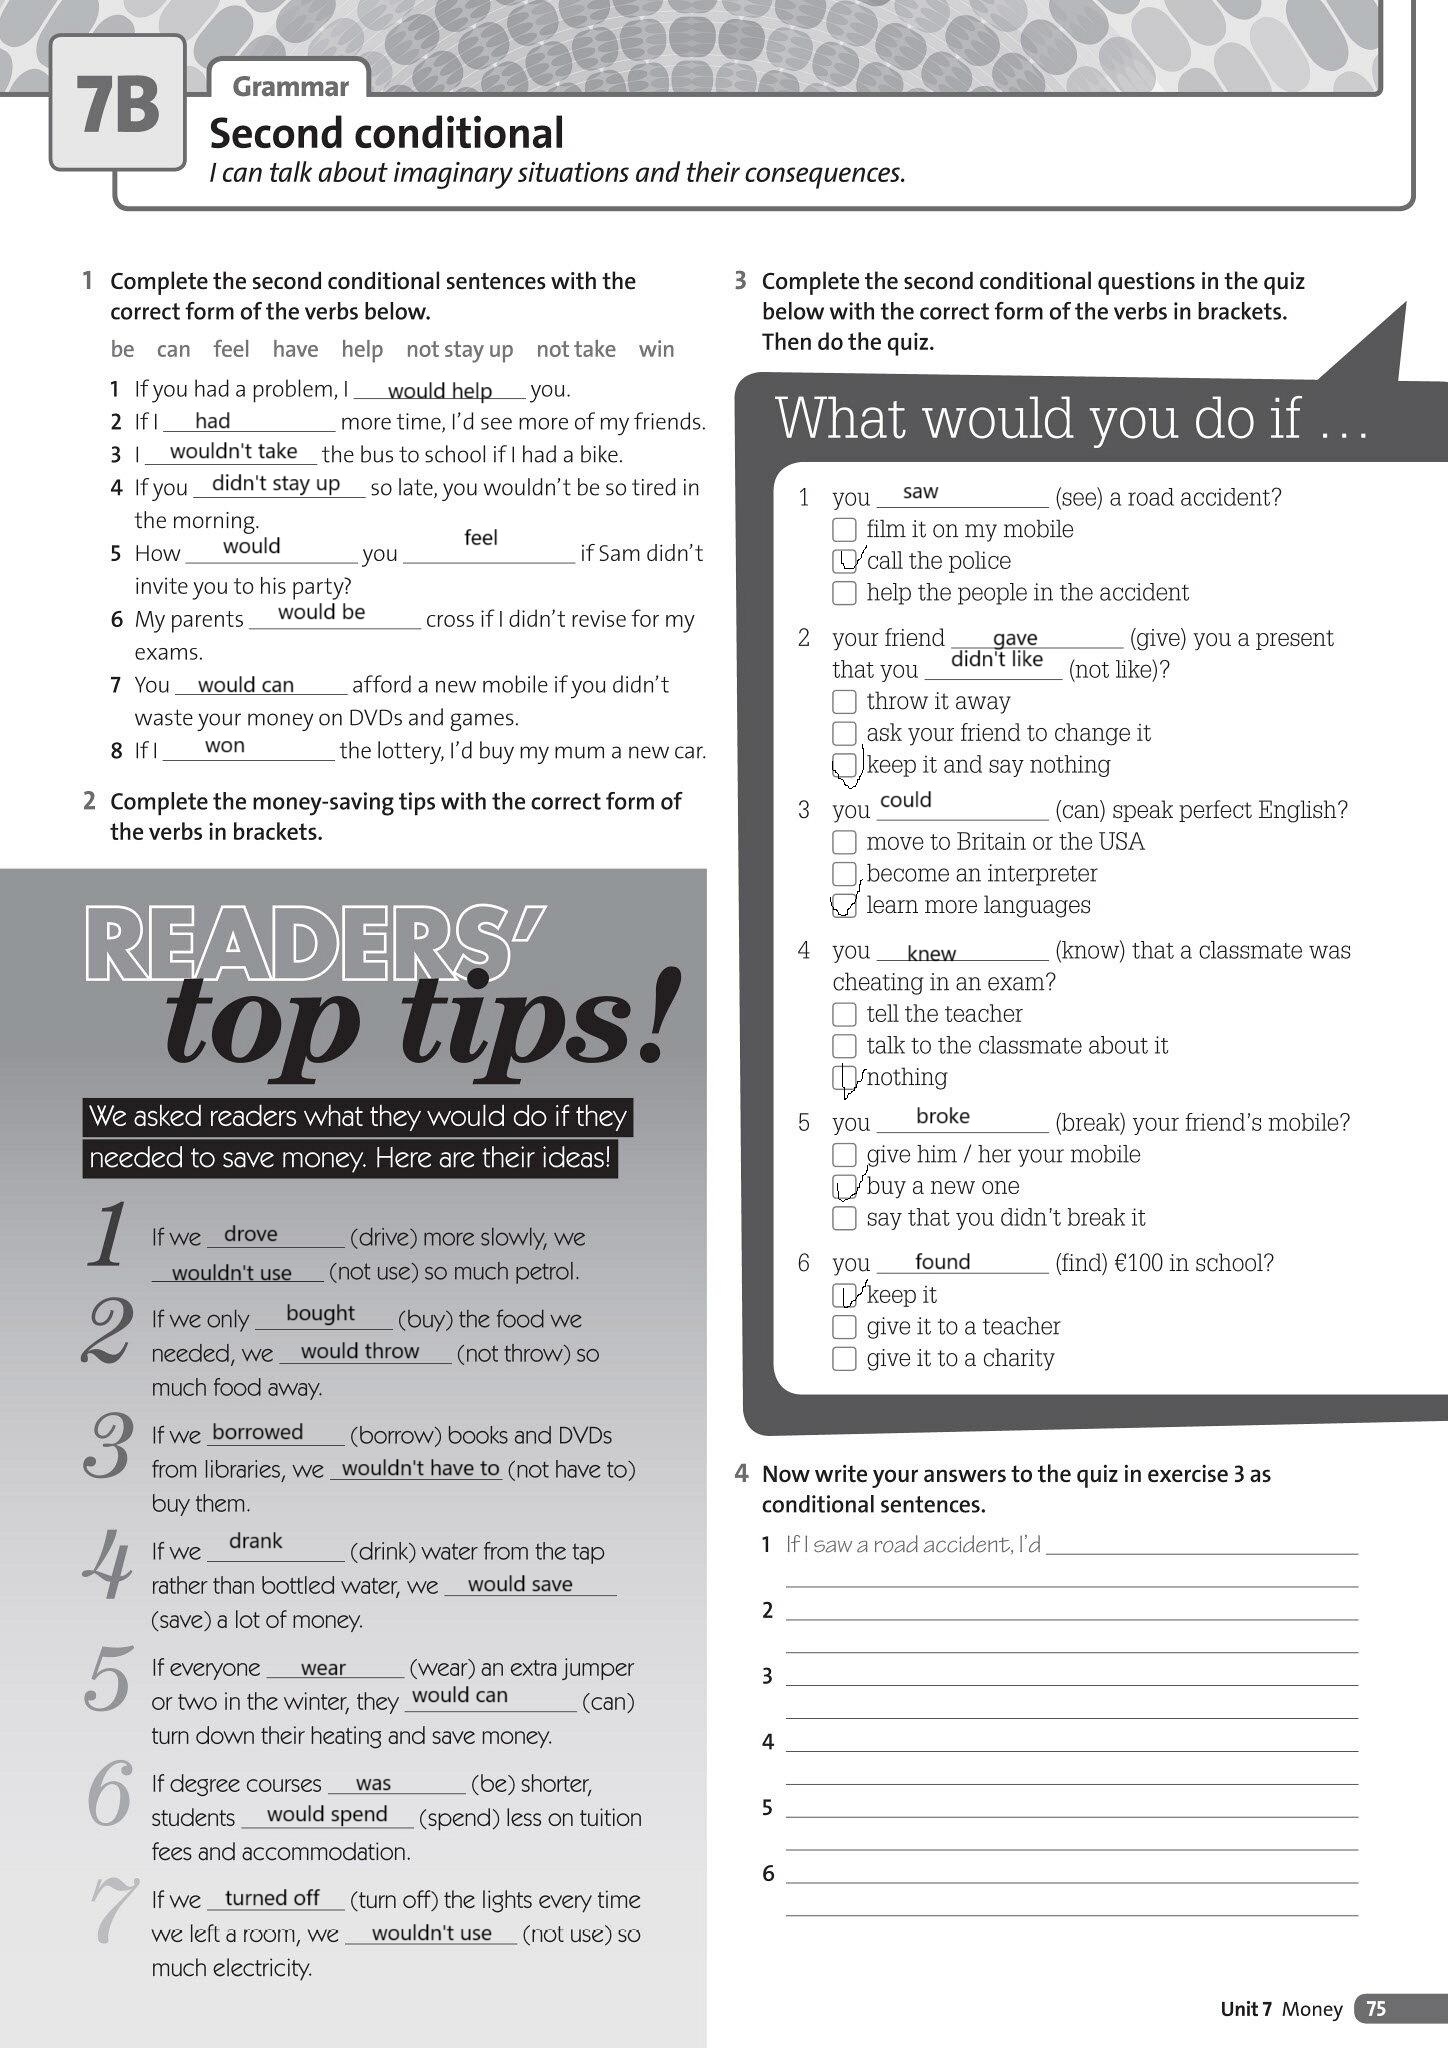 7B
Grammar
Second conditional
I can talk about imaginary situations and their consequences.
1 Complete the second conditional sentences with the
correct form of the verbs below.
be can feel have help not stay up not take win
1 If you had a problem, I would help you.
2 If I had more time, I'd see more of my friends.
3 I wouldn't take the bus to school if I had a bike.
4 If you didn't stay up so late, you wouldn't be so tired in
the morning.
5 How would you feel if Sam didn't
invite you to his party?
6 My parents would be cross if I didn't revise for my
exams.
7 You would can afford a new mobile if you didn't
waste your money on DVDs and games.
8 If I won the lottery, I'd buy my mum a new car.
2 Complete the money-saving tips with the correct form of
the verbs in brackets.
READERS'
top tips!
We asked readers what they would do if they
needed to save money. Here are their ideas!
1 If we drove (drive) more slowly, we
wouldn't use (not use) so much petrol.
2 If we only bought (buy) the food we
needed, we would throw (not throw) so
much food away.
3 If we borrowed (borrow) books and DVDs
from libraries, we wouldn't have to (not have to)
buy them.
4 If we drank (drink) water from the tap
rather than bottled water, we would save
(save) a lot of money.
5 If everyone wear (wear) an extra jumper
or two in the winter, they would can (can)
turn down their heating and save money.
6 If degree courses was (be) shorter,
students would spend (spend) less on tuition
fees and accommodation.
7 If we turned off (turn off) the lights every time
we left a room, we wouldn't use (not use) so
much electricity.
3 Complete the second conditional questions in the quiz
below with the correct form of the verbs in brackets.
Then do the quiz.
What would you do if ...
1 you saw (see) a road accident?
film it on my mobile
call the police
help the people in the accident
2 your friend gave (give) you a present
that you didn't like (not like)?
throw it away
ask your friend to change it
keep it and say nothing
3 you could (can) speak perfect English?
move to Britain or the USA
become an interpreter
learn more languages
4 you knew (know) that a classmate was
cheating in an exam?
tell the teacher
talk to the classmate about it
nothing
5 you broke (break) your friend's mobile?
give him / her your mobile
buy a new one
say that you didn't break it
6 you found (find) €100 in school?
keep it
give it to a teacher
give it to a charity
4 Now write your answers to the quiz in exercise 3 as
conditional sentences.
1 If I saw a road accident, I'd
2
3
4
5
6
Unit 7 Money 75